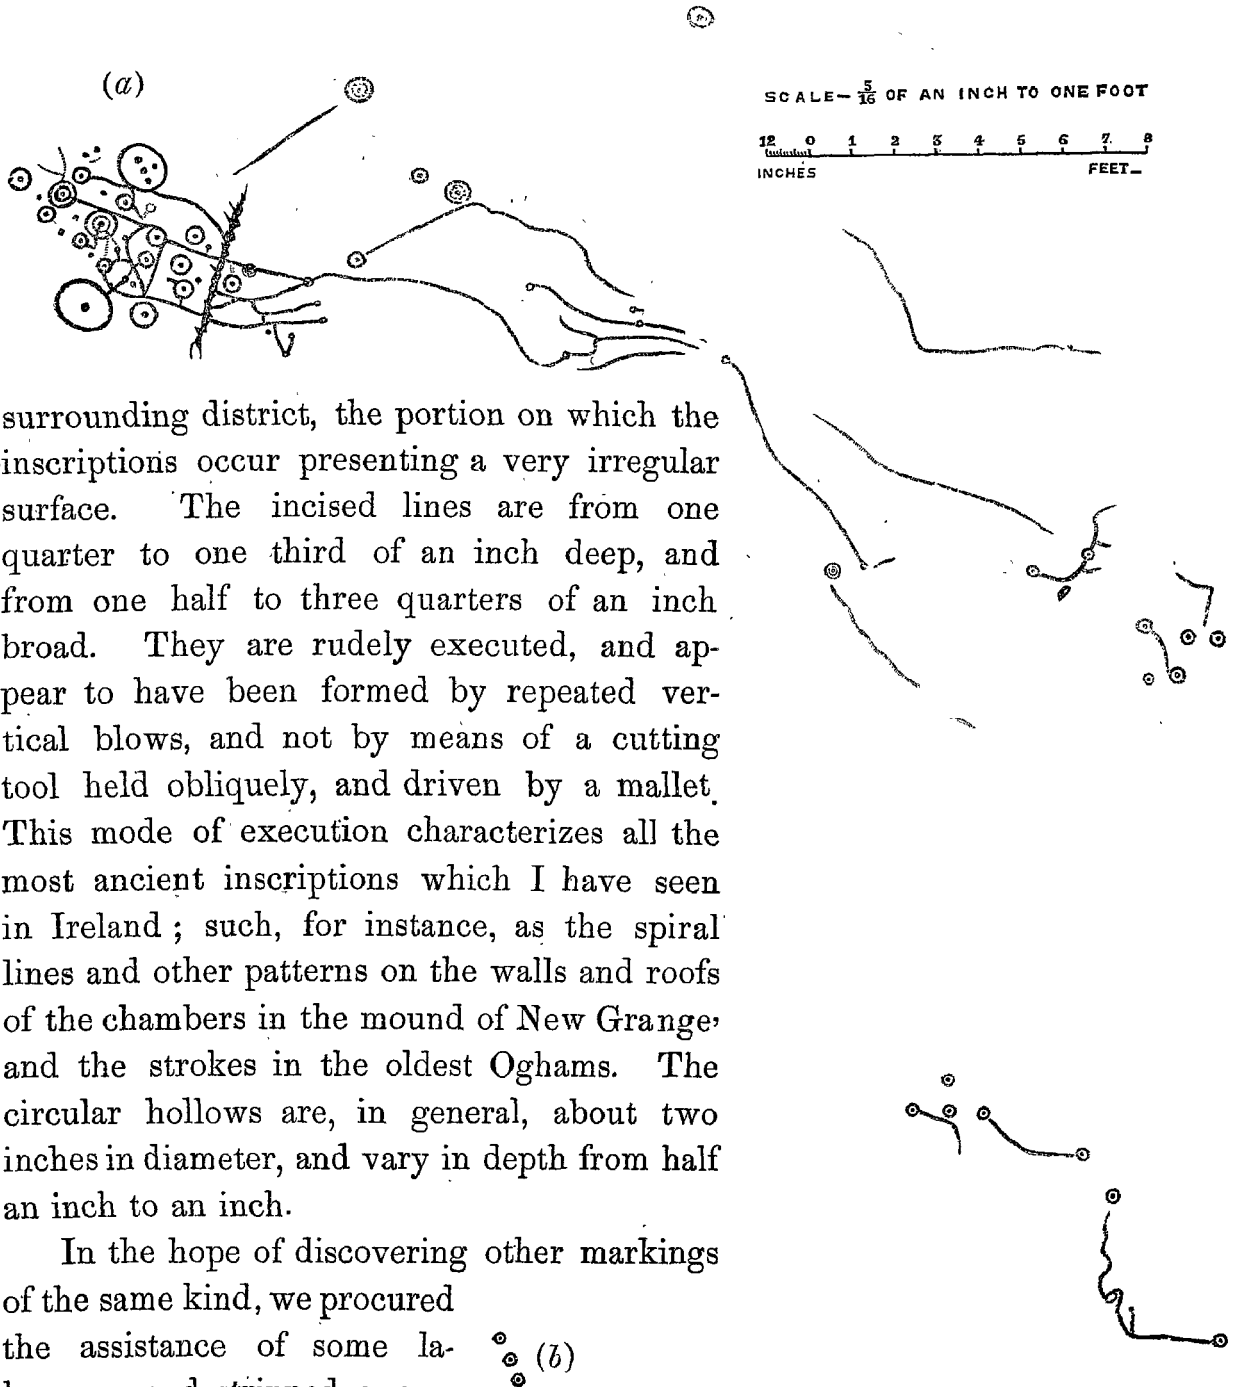 (a)
SCALE— 5/16 OF AN INCH TO ONE FOOT
12 0 1 2 3 4 5 6 7. 8
INCHES FEET—
surrounding district, the portion on which the
inscriptions occur presenting a very irregular
surface. The incised lines are from one
quarter to one third of an inch deep, and
from one half to three quarters of an inch
broad. They are rudely executed, and ap-
pear to have been formed by repeated ver-
tical blows, and not by means of a cutting
tool held obliquely, and driven by a mallet.
This mode of execution characterizes all the
most ancient inscriptions which I have seen
in Ireland ; such, for instance, as the spiral
lines and other patterns on the walls and roofs
of the chambers in the mound of New Grange,
and the strokes in the oldest Oghams. The
circular hollows are, in general, about two
inches in diameter, and vary in depth from half
an inch to an inch.
In the hope of discovering other markings
of the same kind, we procured
the assistance of some la-
(b)